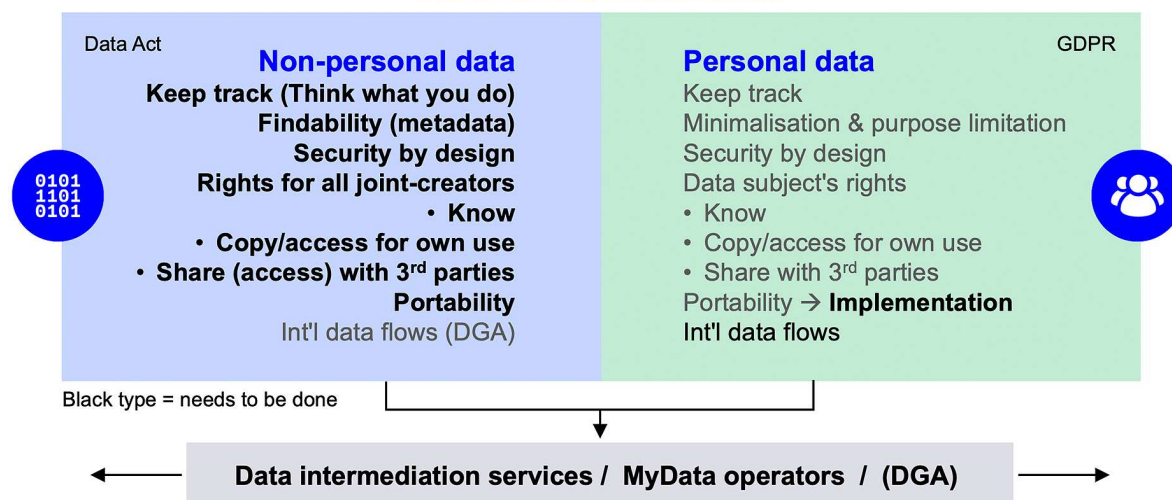 Data Act
Non-personal data
Keep track (Think what you do)
Findability (metadata)
Security by design
Rights for all joint-creators
• Know
• Copy/access for own use
• Share (access) with 3rd parties
Portability
Int'l data flows (DGA)
GDPR
Personal data
Keep track
Minimalisation & purpose limitation
Security by design
Data subject's rights
• Know
• Copy/access for own use
• Share with 3rd parties
Portability → Implementation
Int'l data flows
0101
1101
0101
Black type = needs to be done
Data intermediation services / MyData operators / (DGA)